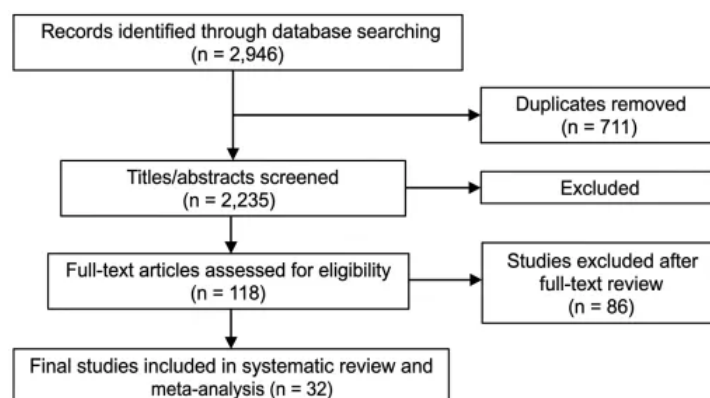 Records identified through database searching
(n = 2,946)
Duplicates removed
(n = 711)
Titles/abstracts screened
(n = 2,235)
Excluded
Full-text articles assessed for eligibility
(n = 118)
Studies excluded after
full-text review
(n = 86)
Final studies included in systematic review and
meta-analysis (n = 32)